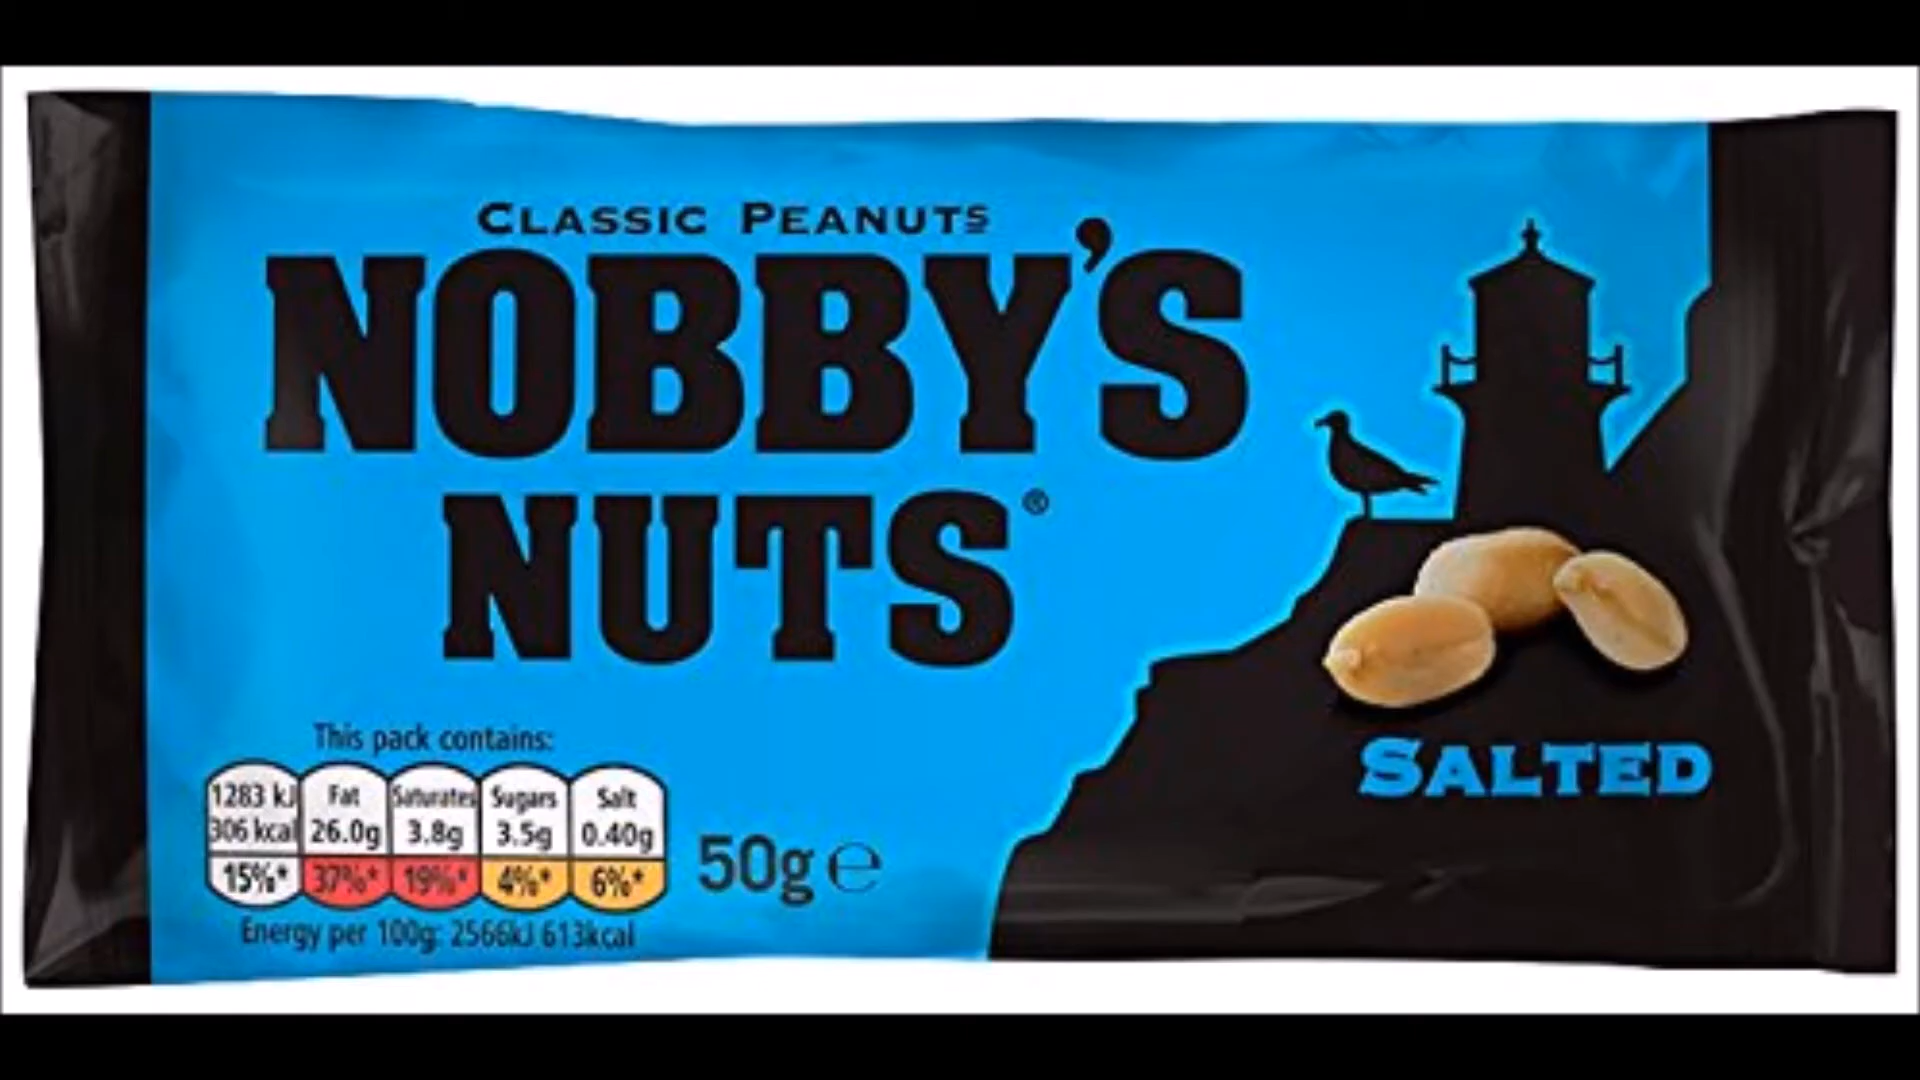 CLASSIC PEANUTS
NOBBY'S
NUTS®
SALTED
This pack contains:
1283 kJ Fat Saturates Sugars Salt
306 kcal 26.0g 3.8g 3.5g 0.40g
15%* 37%* 19%* 4%* 6%*
50g ℮
Energy per 100g: 2566kJ 613kcal